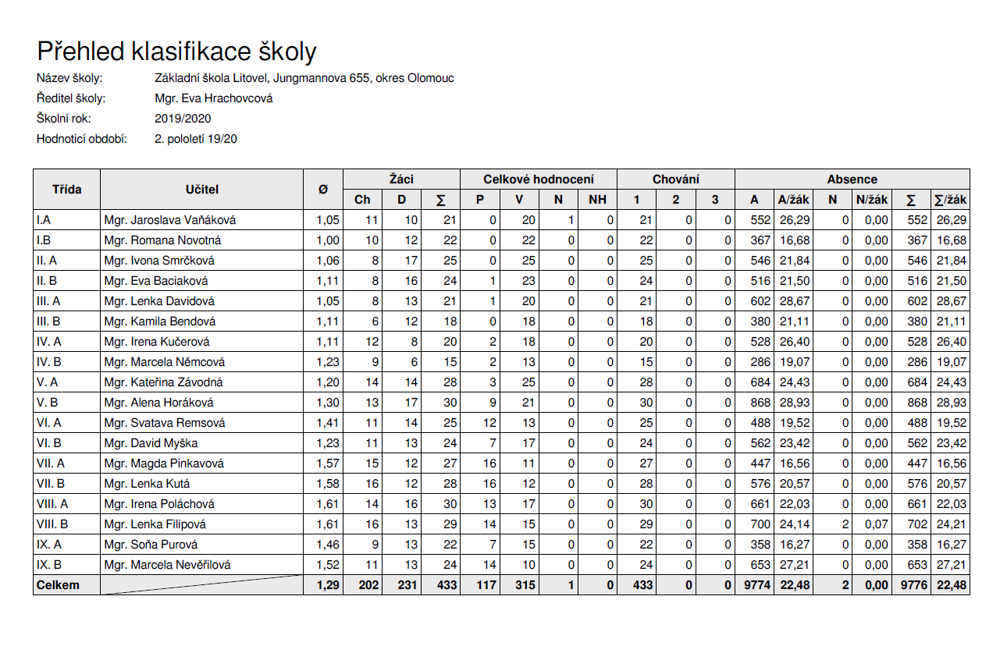 Přehled klasifikace školy
Název školy: Základní škola Litovel, Jungmannova 655, okres Olomouc
Ředitel školy: Mgr. Eva Hrachovcová
Školní rok: 2019/2020
Hodnoticí období: 2. pololetí 19/20
Třída Učitel Ø Žáci Celkové hodnocení Chování Absence
Ch D ∑ P V N NH 1 2 3 A A/žák N N/žák ∑ ∑/žák
I.A Mgr. Jaroslava Vaňáková 1,05 11 10 21 0 20 1 0 21 0 0 552 26,29 0 0,00 552 26,29
I.B Mgr. Romana Novotná 1,00 10 12 22 0 22 0 0 22 0 0 367 16,68 0 0,00 367 16,68
II. A Mgr. Ivona Smrčková 1,06 8 17 25 0 25 0 0 25 0 0 546 21,84 0 0,00 546 21,84
II. B Mgr. Eva Baciaková 1,11 8 16 24 1 23 0 0 24 0 0 516 21,50 0 0,00 516 21,50
III. A Mgr. Lenka Davidová 1,05 8 13 21 1 20 0 0 21 0 0 602 28,67 0 0,00 602 28,67
III. B Mgr. Kamila Bendová 1,11 6 12 18 0 18 0 0 18 0 0 380 21,11 0 0,00 380 21,11
IV. A Mgr. Irena Kučerová 1,11 12 8 20 2 18 0 0 20 0 0 528 26,40 0 0,00 528 26,40
IV. B Mgr. Marcela Němcová 1,23 9 6 15 2 13 0 0 15 0 0 286 19,07 0 0,00 286 19,07
V. A Mgr. Kateřina Závodná 1,20 14 14 28 3 25 0 0 28 0 0 684 24,43 0 0,00 684 24,43
V. B Mgr. Alena Horáková 1,30 13 17 30 9 21 0 0 30 0 0 868 28,93 0 0,00 868 28,93
VI. A Mgr. Svatava Remsová 1,41 11 14 25 12 13 0 0 25 0 0 488 19,52 0 0,00 488 19,52
VI. B Mgr. David Myška 1,23 11 13 24 7 17 0 0 24 0 0 562 23,42 0 0,00 562 23,42
VII. A Mgr. Magda Pinkavová 1,57 15 12 27 16 11 0 0 27 0 0 447 16,56 0 0,00 447 16,56
VII. B Mgr. Lenka Kutá 1,58 16 12 28 16 12 0 0 28 0 0 576 20,57 0 0,00 576 20,57
VIII. A Mgr. Irena Poláchová 1,61 14 16 30 13 17 0 0 30 0 0 661 22,03 0 0,00 661 22,03
VIII. B Mgr. Lenka Filipová 1,61 16 13 29 14 15 0 0 29 0 0 700 24,14 2 0,07 702 24,21
IX. A Mgr. Soňa Purová 1,46 9 13 22 7 15 0 0 22 0 0 358 16,27 0 0,00 358 16,27
IX. B Mgr. Marcela Nevěřilová 1,52 11 13 24 14 10 0 0 24 0 0 653 27,21 0 0,00 653 27,21
Celkem 1,29 202 231 433 117 315 1 0 433 0 0 9774 22,48 2 0,00 9776 22,48